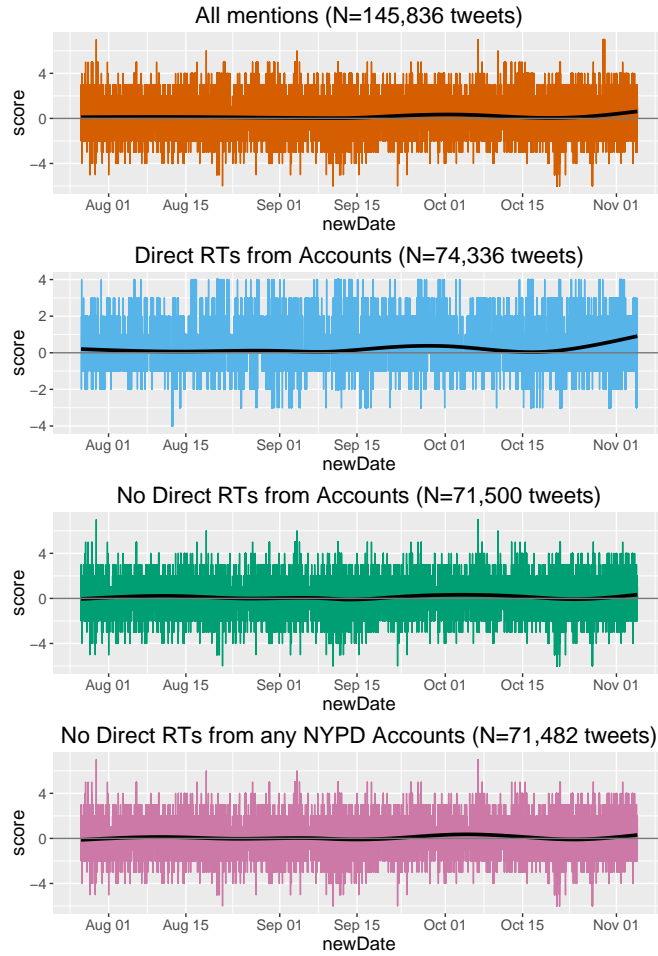 All mentions (N=145,836 tweets)
score
4
0
−4
Aug 01 Aug 15 Sep 01 Sep 15 Oct 01 Oct 15 Nov 01
newDate
Direct RTs from Accounts (N=74,336 tweets)
score
4
2
0
−2
−4
Aug 01 Aug 15 Sep 01 Sep 15 Oct 01 Oct 15 Nov 01
newDate
No Direct RTs from Accounts (N=71,500 tweets)
score
4
0
−4
Aug 01 Aug 15 Sep 01 Sep 15 Oct 01 Oct 15 Nov 01
newDate
No Direct RTs from any NYPD Accounts (N=71,482 tweets)
score
4
0
−4
Aug 01 Aug 15 Sep 01 Sep 15 Oct 01 Oct 15 Nov 01
newDate